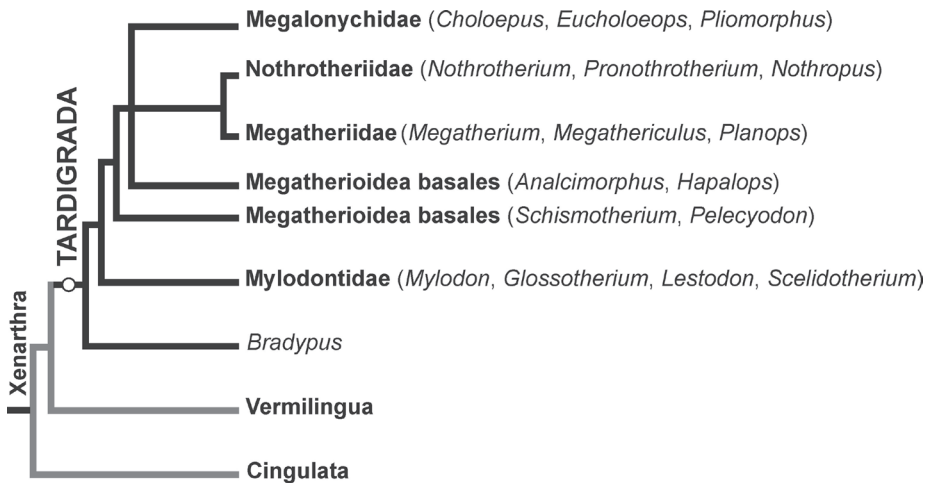 Megalonychidae (Choloepus, Eucholoeops, Pliomorphus)
Nothrotheriidae (Nothrotherium, Pronothrotherium, Nothropus)
Megatheriidae (Megatherium, Megathericulus, Planops)
Megatherioidea basales (Analcimorphus, Hapalops)
Megatherioidea basales (Schismotherium, Pelecyodon)
Mylodontidae (Mylodon, Glossotherium, Lestodon, Scelidotherium)
Bradypus
Vermilingua
Cingulata
TARDIGRADA
Xenarthra